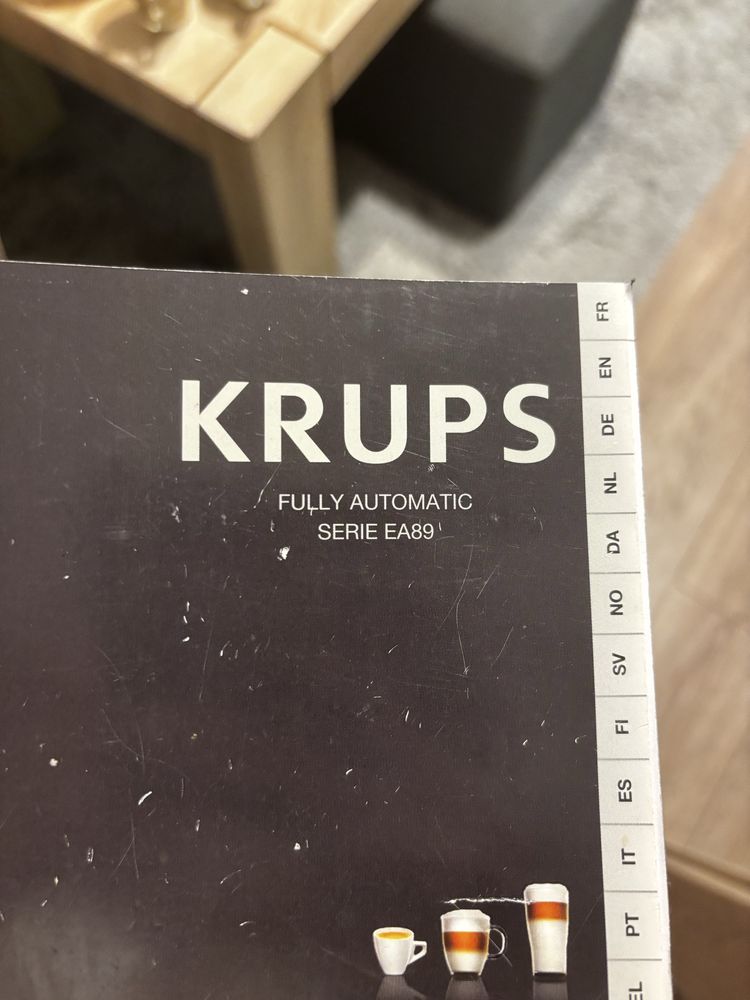 KRUPS
FULLY AUTOMATIC
SERIE EA89
FR
EN
DE
NL
DA
NO
SV
FI
ES
IT
PT
EL